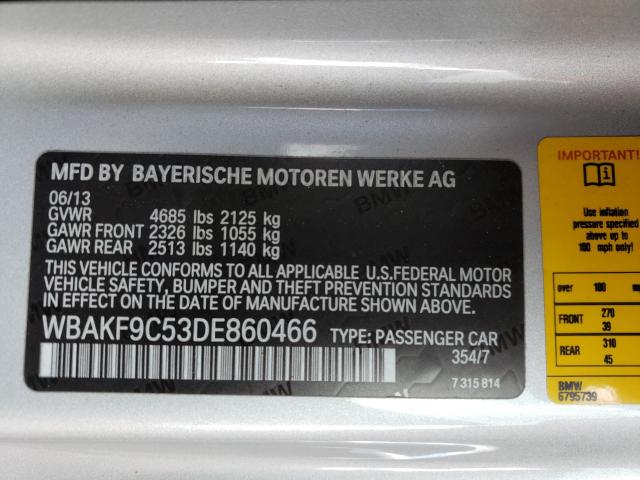 MFD BY BAYERISCHE MOTOREN WERKE AG
06/13
GVWR 4685 lbs 2125 kg
GAWR FRONT 2326 lbs 1055 kg
GAWR REAR 2513 lbs 1140 kg
THIS VEHICLE CONFORMS TO ALL APPLICABLE U.S.FEDERAL MOTOR
VEHICLE SAFETY, BUMPER AND THEFT PREVENTION STANDARDS
IN EFFECT ON THE DATE OF MANUFACTURE SHOWN ABOVE.
WBAKF9C53DE860466 TYPE: PASSENGER CAR
354/7
7 315 814
IMPORTANT!
Use inflation
pressure specified
above or up to
100 mph only!
over 100 mph
FRONT 270
39
REAR 310
45
BMW
6795739